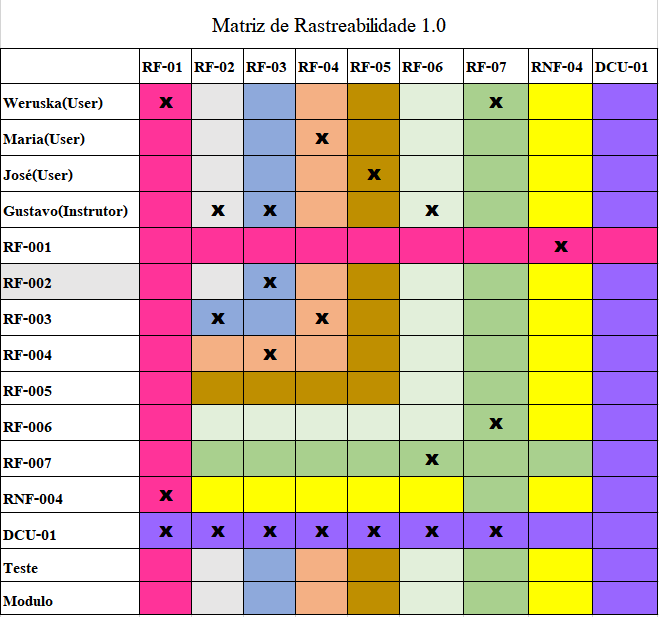 Matriz de Rastreabilidade 1.0
RF-01 RF-02 RF-03 RF-04 RF-05 RF-06 RF-07 RNF-04 DCU-01
Weruska(User) x x
Maria(User) x
José(User) x
Gustavo(Instrutor) x x x
RF-001 x
RF-002 x
RF-003 x x
RF-004 x
RF-005
RF-006 x
RF-007 x
RNF-004 x
DCU-01 x x x x x x x
Teste
Modulo